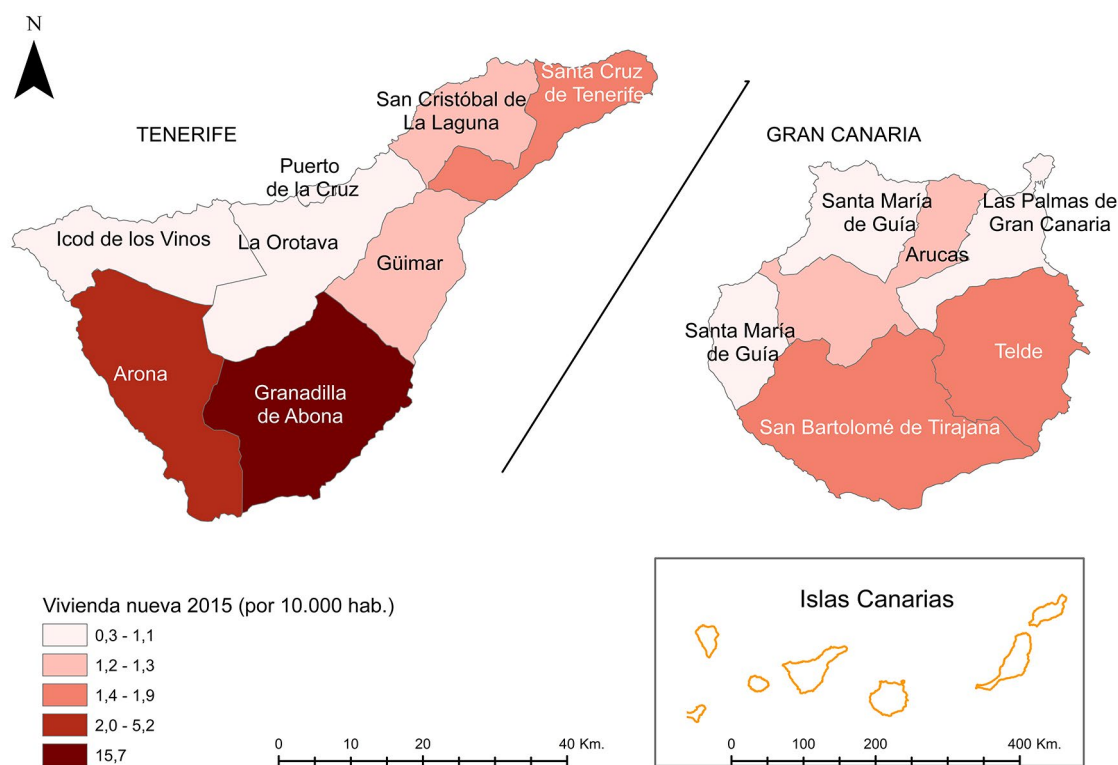 N
TENERIFE
GRAN CANARIA
Santa Cruz
de Tenerife
San Cristóbal de
La Laguna
Puerto
de la Cruz
Icod de los Vinos
La Orotava
Güimar
Arona
Granadilla
de Abona
Santa María
de Guía
Las Palmas de
Gran Canaria
Arucas
Santa María
de Guía
Telde
San Bartolomé de Tirajana
Vivienda nueva 2015 (por 10.000 hab.)
0,3 - 1,1
1,2 - 1,3
1,4 - 1,9
2,0 - 5,2
15,7
0 10 20 40 Km.
Islas Canarias
0 100 200 400 Km.